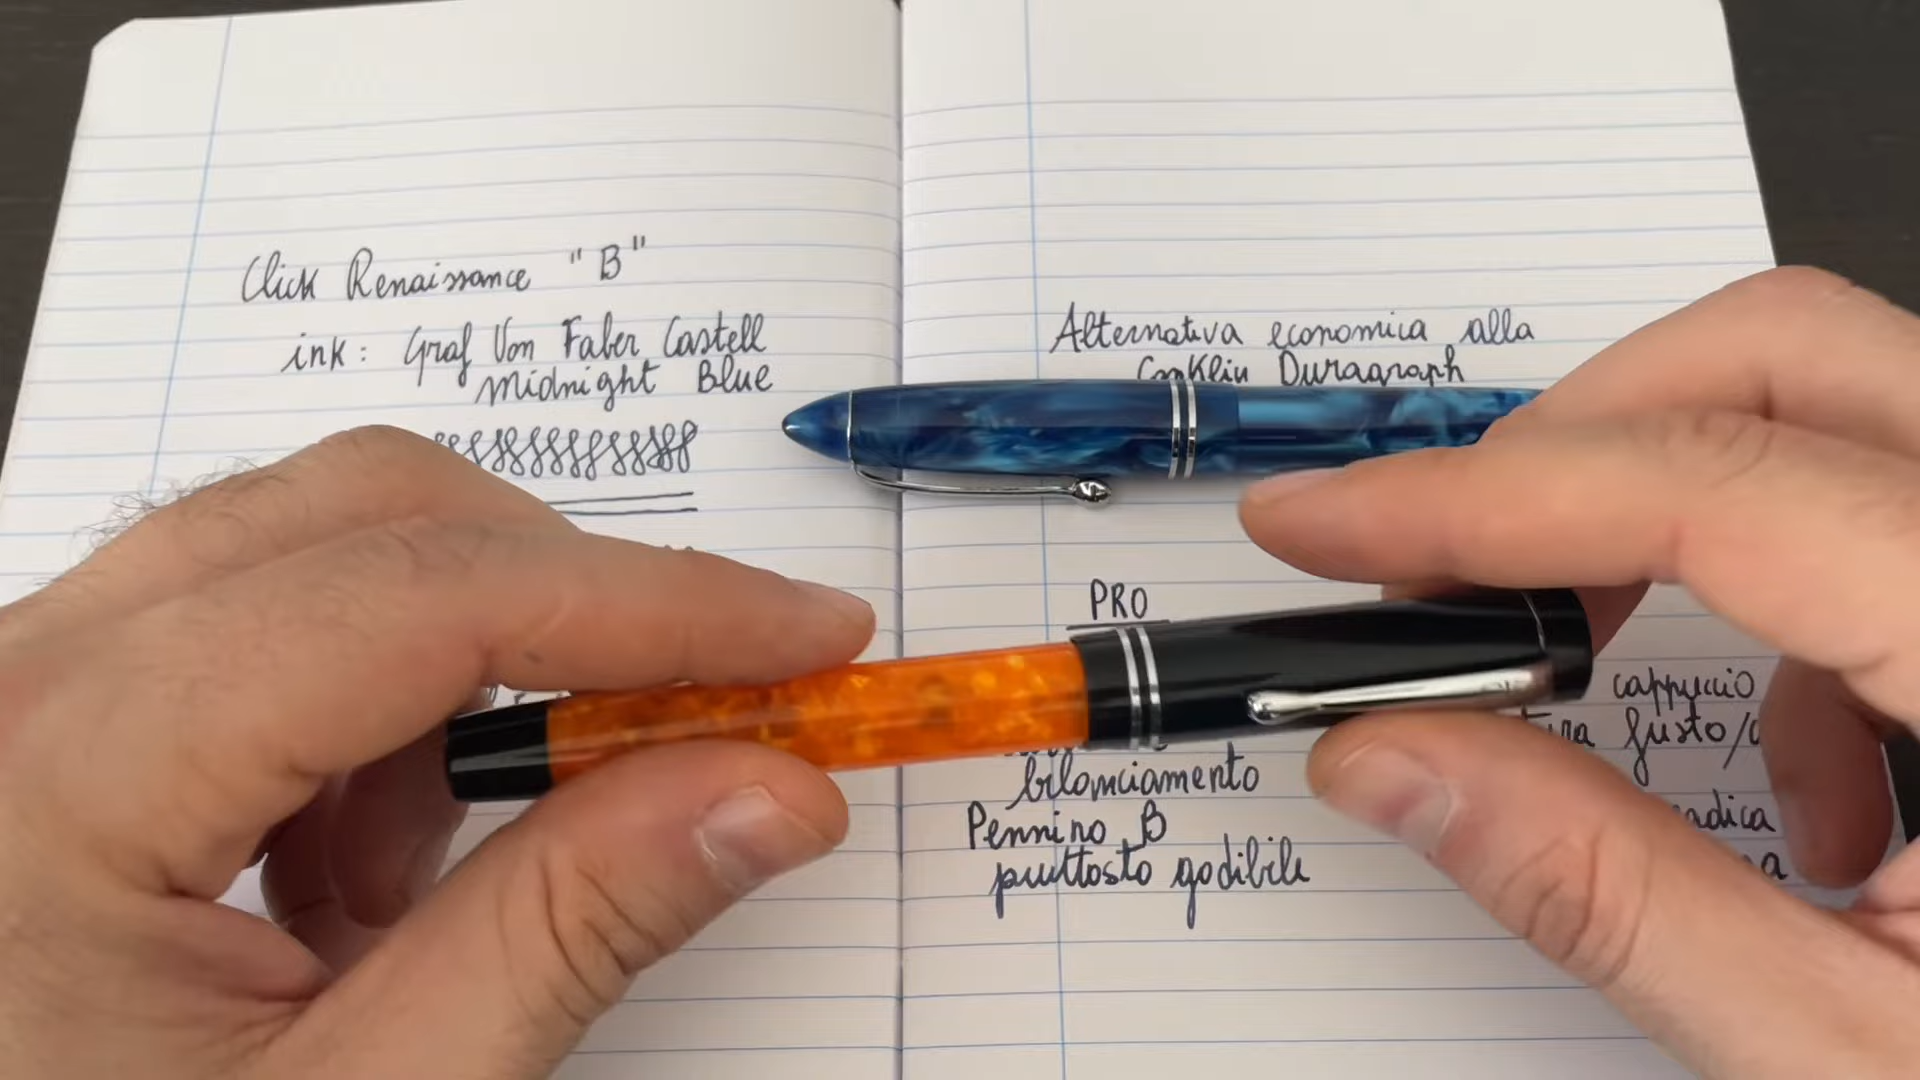 Click Renaissance "B"
ink: Graf Von Faber Castell
Midnight Blue
Alternativa economica alla
Conklin Duragraph
PRO
cappuccio
fusto/
bilanciamento
Pennino B
piuttosto godibile